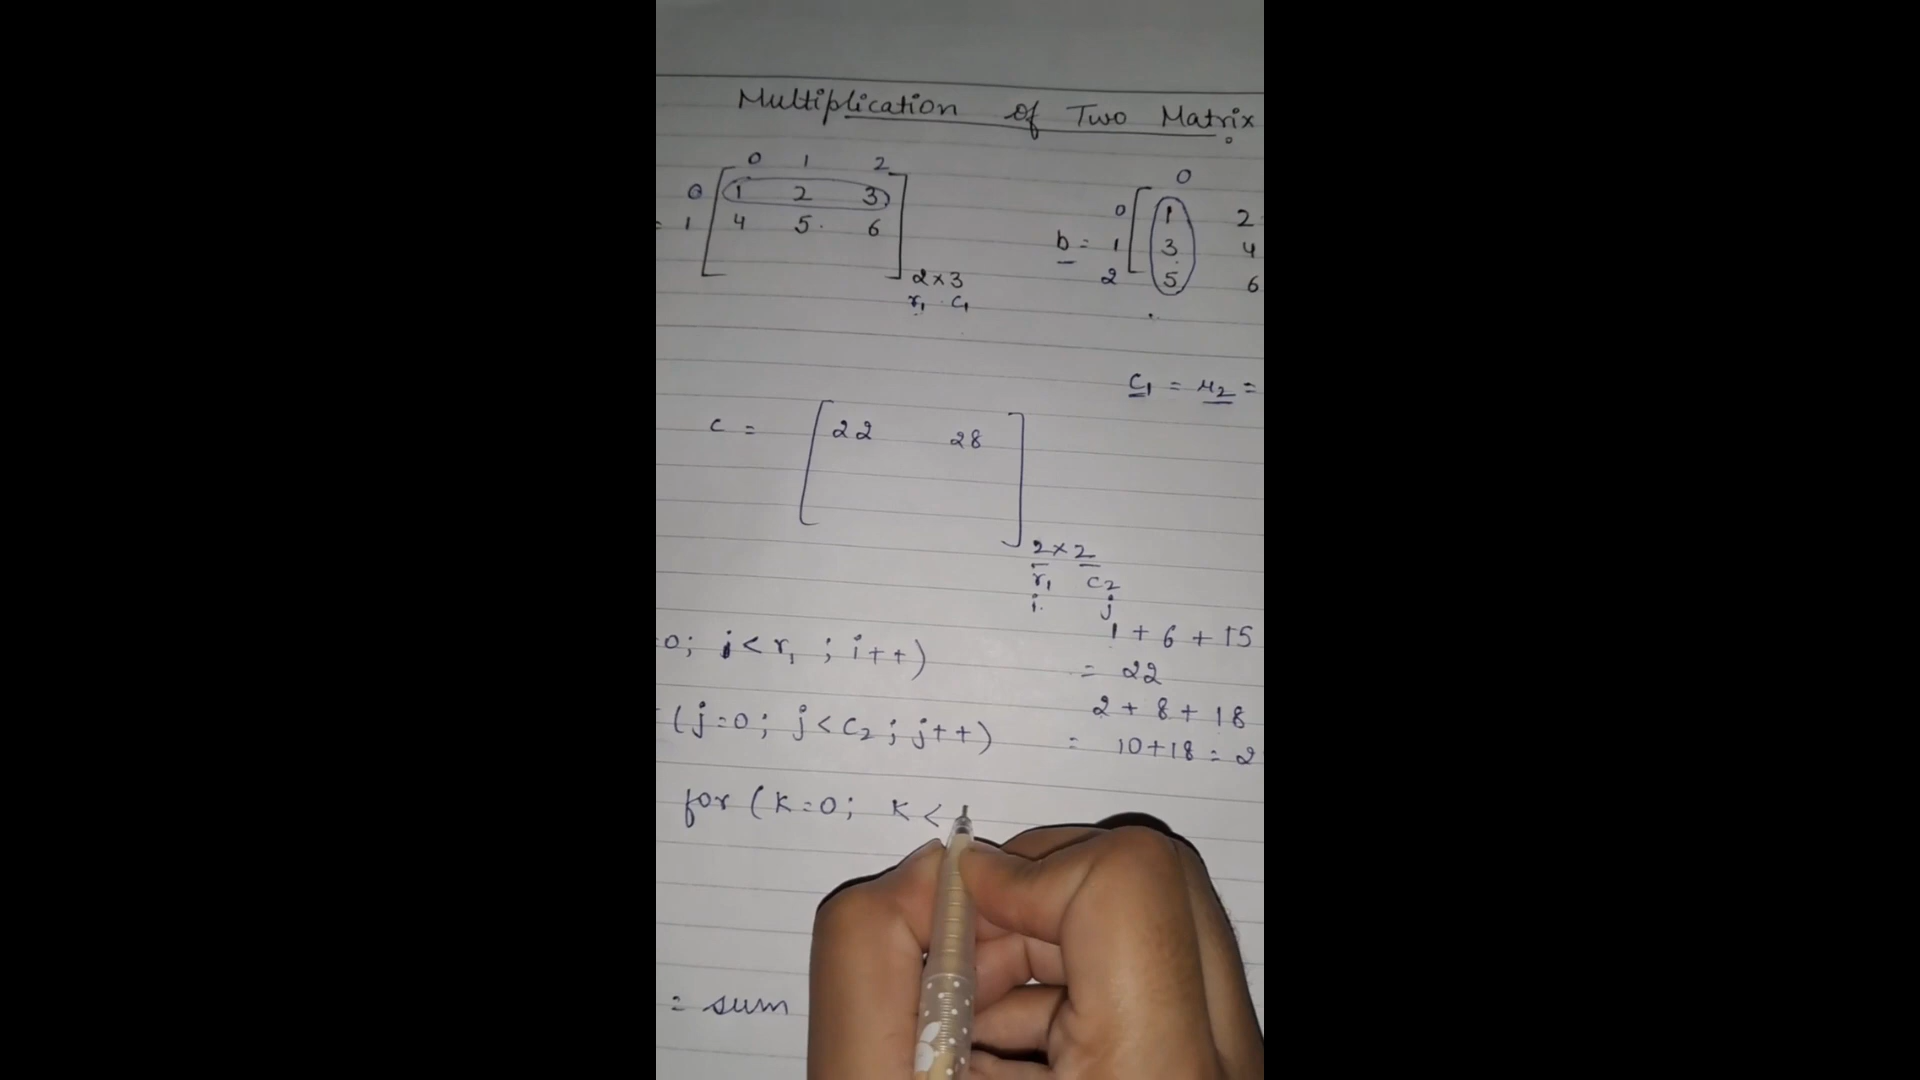 Multiplication of Two Matrix
0 1 2
0 1 2 3
= 1 4 5 6
2 × 3
r1 c1
0
0 1 2
b = 1 3 4
2 5 6
c1 = r2 =
c = 22 28
2 × 2
r1 c2
i j
1 + 6 + 15
= 22
2 + 8 + 18
= 10 + 18 = 2
=0; i < r1 ; i++)
(j=0; j < c2 ; j++)
for (k=0; k <
= sum